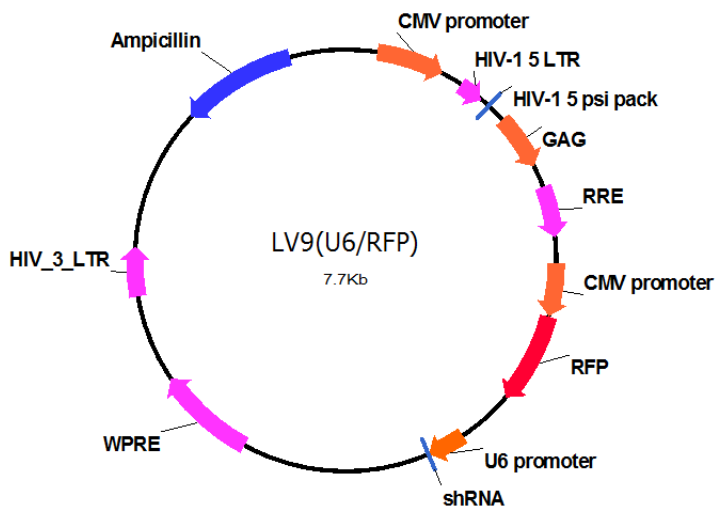 CMV promoter
Ampicillin
HIV-1 5 LTR
HIV-1 5 psi pack
GAG
RRE
LV9(U6/RFP)
7.7Kb
HIV_3_LTR
CMV promoter
RFP
WPRE
U6 promoter
shRNA